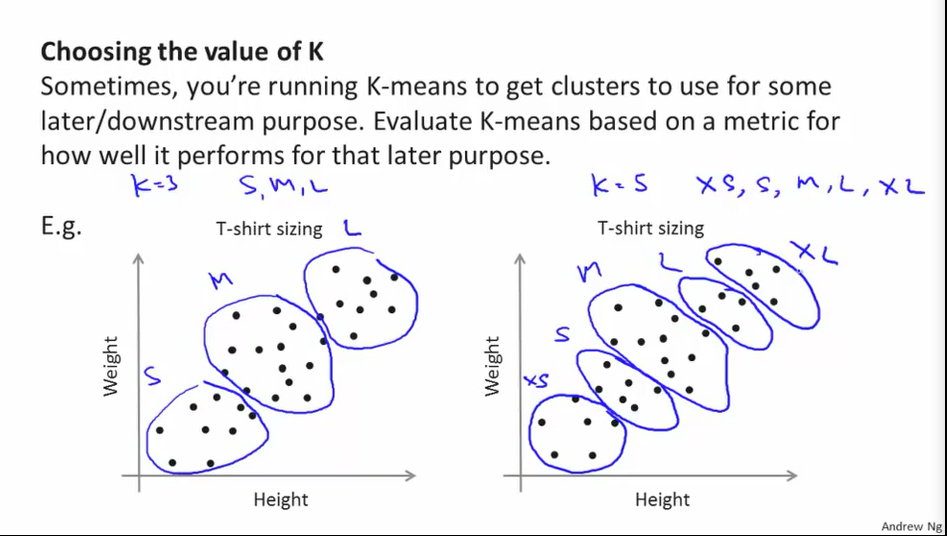 Choosing the value of K
Sometimes, you’re running K-means to get clusters to use for some
later/downstream purpose. Evaluate K-means based on a metric for
how well it performs for that later purpose.
K=3 S,M,L
K=5 XS, S, M, L, XL
E.g.
T-shirt sizing L
M
S
Weight
Height
T-shirt sizing
XL
L
M
S
XS
Weight
Height
Andrew Ng